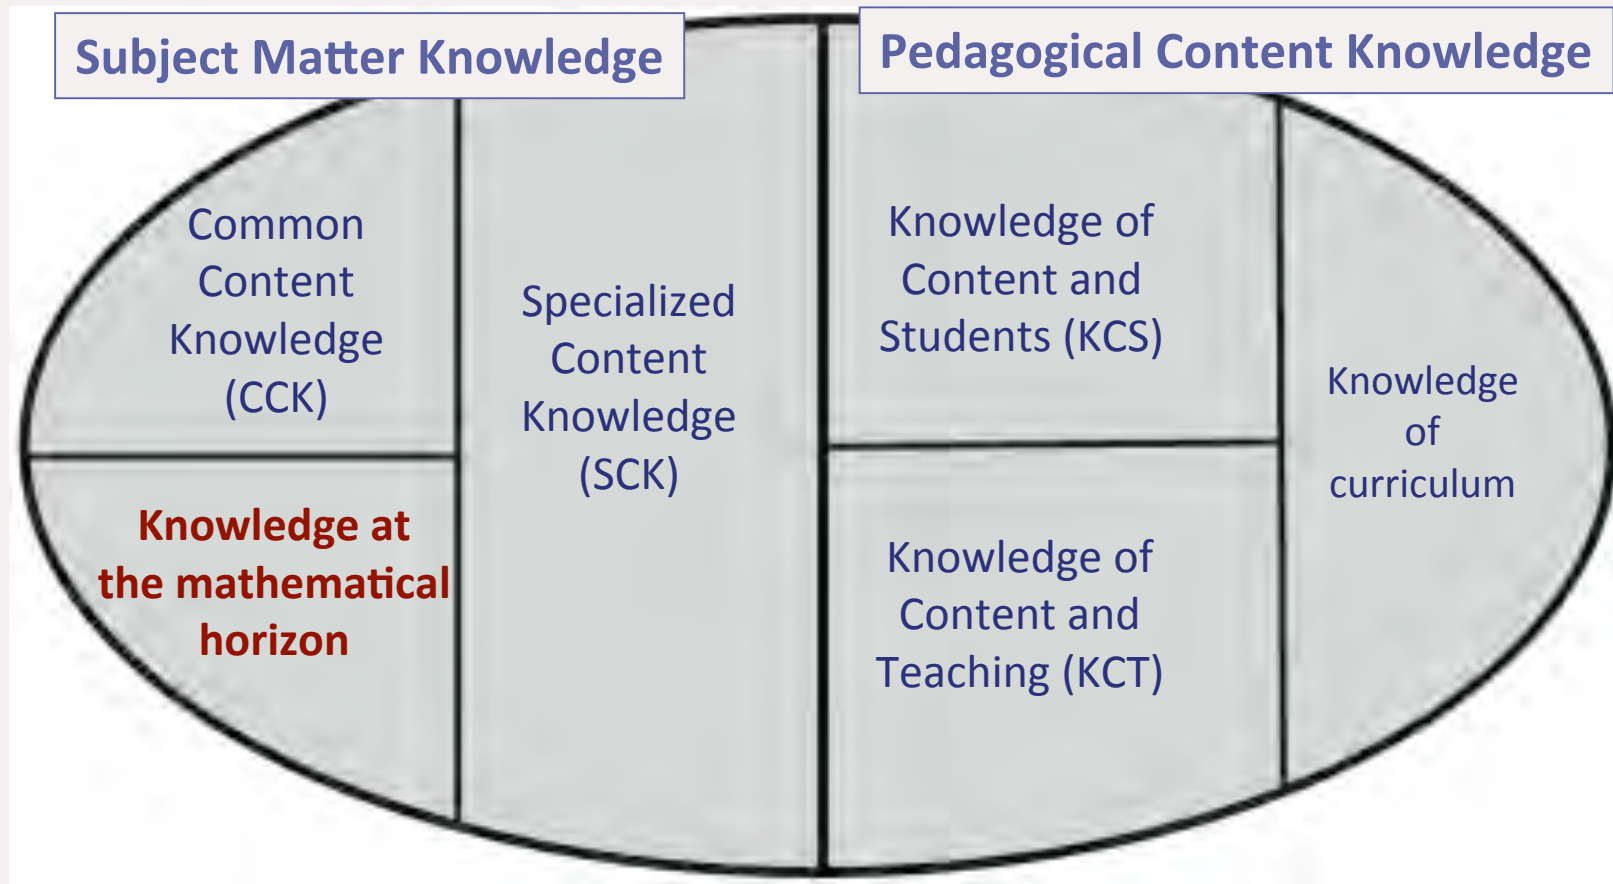 Subject Matter Knowledge
Pedagogical Content Knowledge
Common
Content
Knowledge
(CCK)
Knowledge at
the mathematical
horizon
Specialized
Content
Knowledge
(SCK)
Knowledge of
Content and
Students (KCS)
Knowledge of
Content and
Teaching (KCT)
Knowledge
of
curriculum